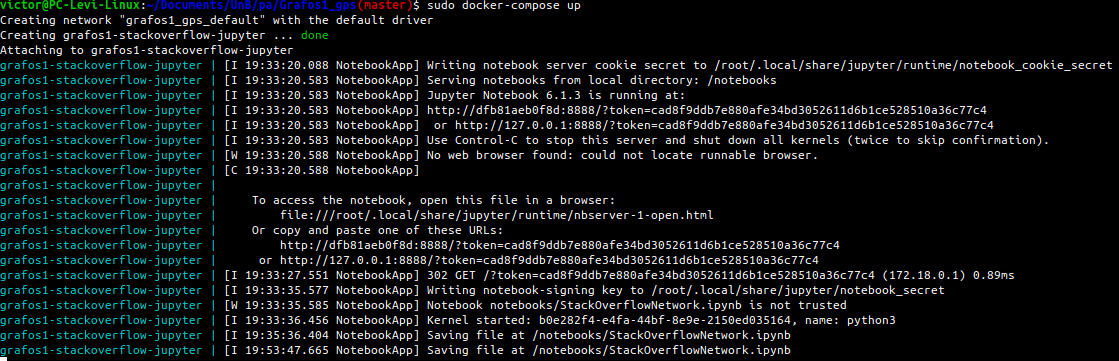 victor@PC-Levi-Linux:~/Documents/UnB/pa/Grafos1_gps(master)$ sudo docker-compose up
Creating network "grafos1_gps_default" with the default driver
Creating grafos1-stackoverflow-jupyter ... done
Attaching to grafos1-stackoverflow-jupyter
grafos1-stackoverflow-jupyter | [I 19:33:20.088 NotebookApp] Writing notebook server cookie secret to /root/.local/share/jupyter/runtime/notebook_cookie_secret
grafos1-stackoverflow-jupyter | [I 19:33:20.583 NotebookApp] Serving notebooks from local directory: /notebooks
grafos1-stackoverflow-jupyter | [I 19:33:20.583 NotebookApp] Jupyter Notebook 6.1.3 is running at:
grafos1-stackoverflow-jupyter | [I 19:33:20.583 NotebookApp] http://dfb81aeb0f8d:8888/?token=cad8f9ddb7e880afe34bd3052611d6b1ce528510a36c77c4
grafos1-stackoverflow-jupyter | [I 19:33:20.583 NotebookApp]  or http://127.0.0.1:8888/?token=cad8f9ddb7e880afe34bd3052611d6b1ce528510a36c77c4
grafos1-stackoverflow-jupyter | [I 19:33:20.583 NotebookApp] Use Control-C to stop this server and shut down all kernels (twice to skip confirmation).
grafos1-stackoverflow-jupyter | [W 19:33:20.588 NotebookApp] No web browser found: could not locate runnable browser.
grafos1-stackoverflow-jupyter | [C 19:33:20.588 NotebookApp]
grafos1-stackoverflow-jupyter |
grafos1-stackoverflow-jupyter |     To access the notebook, open this file in a browser:
grafos1-stackoverflow-jupyter |         file:///root/.local/share/jupyter/runtime/nbserver-1-open.html
grafos1-stackoverflow-jupyter |     Or copy and paste one of these URLs:
grafos1-stackoverflow-jupyter |         http://dfb81aeb0f8d:8888/?token=cad8f9ddb7e880afe34bd3052611d6b1ce528510a36c77c4
grafos1-stackoverflow-jupyter |      or http://127.0.0.1:8888/?token=cad8f9ddb7e880afe34bd3052611d6b1ce528510a36c77c4
grafos1-stackoverflow-jupyter | [I 19:33:27.551 NotebookApp] 302 GET /?token=cad8f9ddb7e880afe34bd3052611d6b1ce528510a36c77c4 (172.18.0.1) 0.89ms
grafos1-stackoverflow-jupyter | [I 19:33:35.577 NotebookApp] Writing notebook-signing key to /root/.local/share/jupyter/notebook_secret
grafos1-stackoverflow-jupyter | [W 19:33:35.585 NotebookApp] Notebook notebooks/StackOverflowNetwork.ipynb is not trusted
grafos1-stackoverflow-jupyter | [I 19:33:36.456 NotebookApp] Kernel started: b0e282f4-e4fa-44bf-8e9e-2150ed035164, name: python3
grafos1-stackoverflow-jupyter | [I 19:35:36.404 NotebookApp] Saving file at /notebooks/StackOverflowNetwork.ipynb
grafos1-stackoverflow-jupyter | [I 19:53:47.665 NotebookApp] Saving file at /notebooks/StackOverflowNetwork.ipynb